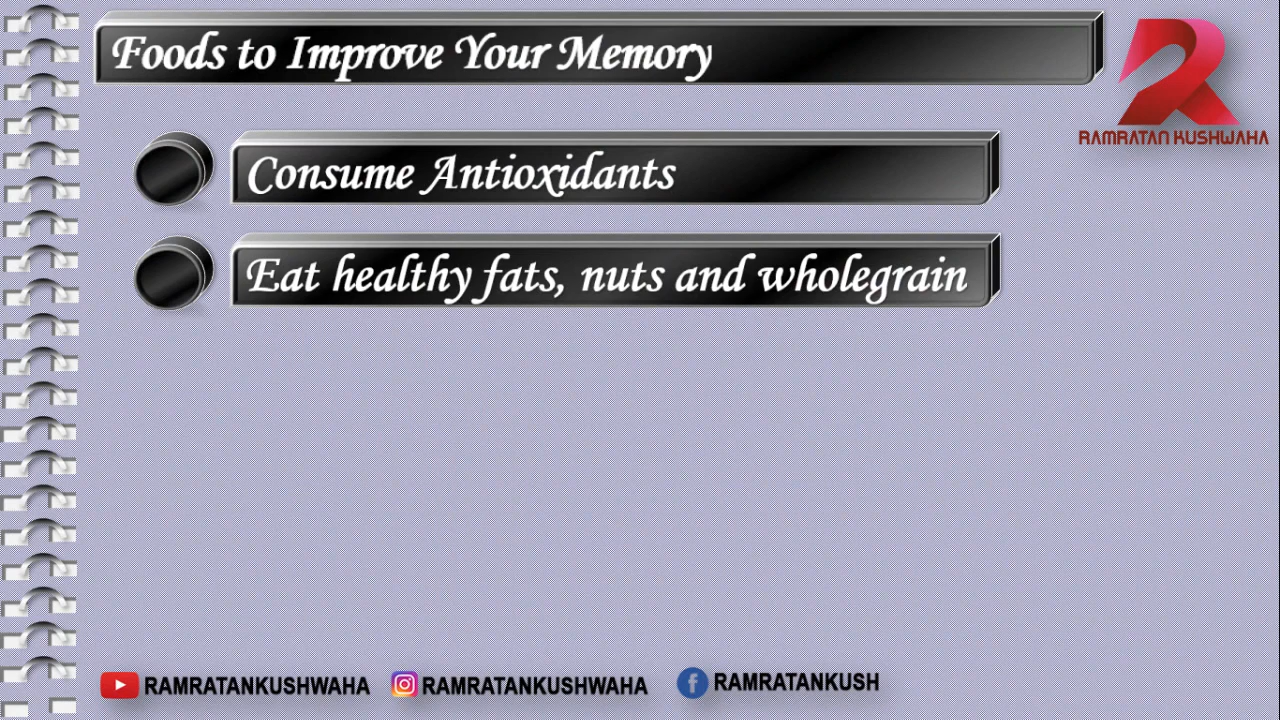 Foods to Improve Your Memory
RAMRATAN KUSHWAHA
Consume Antioxidants
Eat healthy fats, nuts and wholegrain
RAMRATANKUSHWAHA RAMRATANKUSHWAHA RAMRATANKUSH